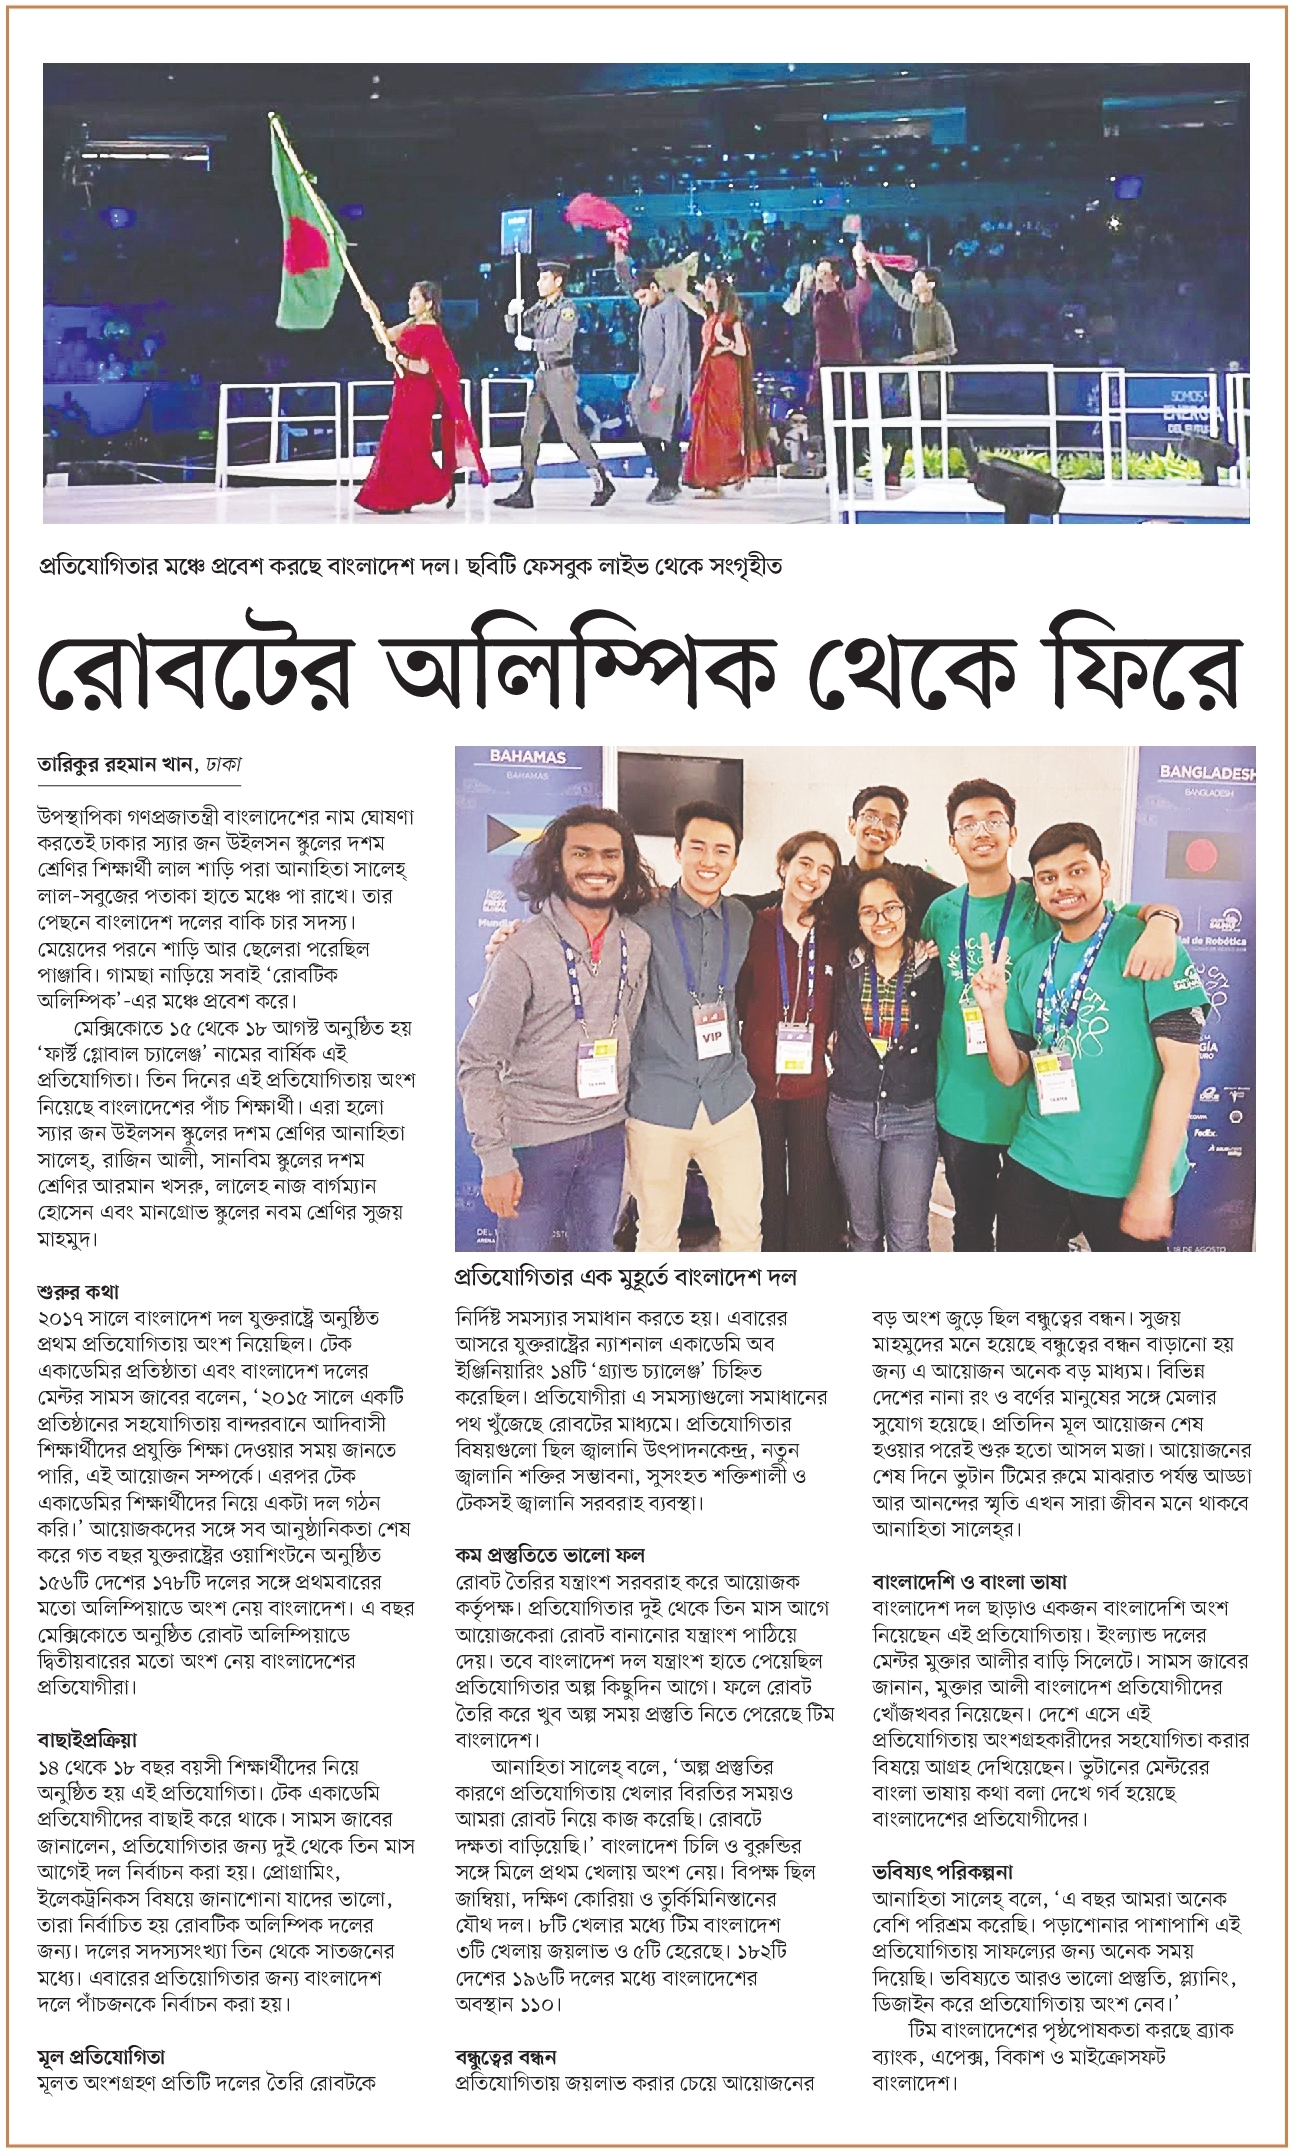 SOMOS
ENERGÍA
DEL FUTURO
প্রতিযোগিতার মঞ্চে প্রবেশ করছে বাংলাদেশ দল। ছবিটি ফেসবুক লাইভ থেকে সংগৃহীত
রোবটের অলিম্পিক থেকে ফিরে
তারিকুর রহমান খান, ঢাকা
উপস্থাপিকা গণপ্রজাতন্ত্রী বাংলাদেশের নাম ঘোষণা
করতেই ঢাকার স্যার জন উইলসন স্কুলের দশম
শ্রেণির শিক্ষার্থী লাল শাড়ি পরা আনাহিতা সালেহ্
লাল-সবুজের পতাকা হাতে মঞ্চে পা রাখে। তার
পেছনে বাংলাদেশ দলের বাকি চার সদস্য।
মেয়েদের পরনে শাড়ি আর ছেলেরা পরেছিল
পাঞ্জাবি। গামছা নাড়িয়ে সবাই ‘রোবটিক
অলিম্পিক’-এর মঞ্চে প্রবেশ করে।
মেক্সিকোতে ১৫ থেকে ১৮ আগস্ট অনুষ্ঠিত হয়
‘ফার্স্ট গ্লোবাল চ্যালেঞ্জ’ নামের বার্ষিক এই
প্রতিযোগিতা। তিন দিনের এই প্রতিযোগিতায় অংশ
নিয়েছে বাংলাদেশের পাঁচ শিক্ষার্থী। এরা হলো
স্যার জন উইলসন স্কুলের দশম শ্রেণির আনাহিতা
সালেহ্, রাজিন আলী, সানবিম স্কুলের দশম
শ্রেণির আরমান খসরু, লালেহ নাজ বার্গম্যান
হোসেন এবং মানগ্রোভ স্কুলের নবম শ্রেণির সুজয়
মাহমুদ।
শুরুর কথা
২০১৭ সালে বাংলাদেশ দল যুক্তরাষ্ট্রে অনুষ্ঠিত
প্রথম প্রতিযোগিতায় অংশ নিয়েছিল। টেক
একাডেমির প্রতিষ্ঠাতা এবং বাংলাদেশ দলের
মেন্টর সামস জাবের বলেন, ‘২০১৫ সালে একটি
প্রতিষ্ঠানের সহযোগিতায় বান্দরবানে আদিবাসী
শিক্ষার্থীদের প্রযুক্তি শিক্ষা দেওয়ার সময় জানতে
পারি, এই আয়োজন সম্পর্কে। এরপর টেক
একাডেমির শিক্ষার্থীদের নিয়ে একটা দল গঠন
করি।’ আয়োজকদের সঙ্গে সব আনুষ্ঠানিকতা শেষ
করে গত বছর যুক্তরাষ্ট্রের ওয়াশিংটনে অনুষ্ঠিত
১৫৬টি দেশের ১৭৮টি দলের সঙ্গে প্রথমবারের
মতো অলিম্পিয়াডে অংশ নেয় বাংলাদেশ। এ বছর
মেক্সিকোতে অনুষ্ঠিত রোবট অলিম্পিয়াডে
দ্বিতীয়বারের মতো অংশ নেয় বাংলাদেশের
প্রতিযোগীরা।
বাছাইপ্রক্রিয়া
১৪ থেকে ১৮ বছর বয়সী শিক্ষার্থীদের নিয়ে
অনুষ্ঠিত হয় এই প্রতিযোগিতা। টেক একাডেমি
প্রতিযোগীদের বাছাই করে থাকে। সামস জাবের
জানালেন, প্রতিযোগিতার জন্য দুই থেকে তিন মাস
আগেই দল নির্বাচন করা হয়। প্রোগ্রামিং,
ইলেকট্রনিকস বিষয়ে জানাশোনা যাদের ভালো,
তারা নির্বাচিত হয় রোবটিক অলিম্পিক দলের
জন্য। দলের সদস্যসংখ্যা তিন থেকে সাতজনের
মধ্যে। এবারের প্রতিয়োগিতার জন্য বাংলাদেশ
দলে পাঁচজনকে নির্বাচন করা হয়।
মূল প্রতিযোগিতা
মূলত অংশগ্রহণ প্রতিটি দলের তৈরি রোবটকে
BAHAMAS
BAHAMAS
BANGLADESH
BANGLADESH
FIRST
GLOBAL
VIP
ial de Robótica
FedEx
18 DE AGOSTO
প্রতিযোগিতার এক মুহূর্তে বাংলাদেশ দল
নির্দিষ্ট সমস্যার সমাধান করতে হয়। এবারের
আসরে যুক্তরাষ্ট্রের ন্যাশনাল একাডেমি অব
ইঞ্জিনিয়ারিং ১৪টি ‘গ্র্যান্ড চ্যালেঞ্জ’ চিহ্নিত
করেছিল। প্রতিযোগীরা এ সমস্যাগুলো সমাধানের
পথ খুঁজেছে রোবটের মাধ্যমে। প্রতিযোগিতার
বিষয়গুলো ছিল জ্বালানি উৎপাদনকেন্দ্র, নতুন
জ্বালানি শক্তির সম্ভাবনা, সুসংহত শক্তিশালী ও
টেকসই জ্বালানি সরবরাহ ব্যবস্থা।
কম প্রস্তুতিতে ভালো ফল
রোবট তৈরির যন্ত্রাংশ সরবরাহ করে আয়োজক
কর্তৃপক্ষ। প্রতিযোগিতার দুই থেকে তিন মাস আগে
আয়োজকেরা রোবট বানানোর যন্ত্রাংশ পাঠিয়ে
দেয়। তবে বাংলাদেশ দল যন্ত্রাংশ হাতে পেয়েছিল
প্রতিযোগিতার অল্প কিছুদিন আগে। ফলে রোবট
তৈরি করে খুব অল্প সময় প্রস্তুতি নিতে পেরেছে টিম
বাংলাদেশ।
আনাহিতা সালেহ্ বলে, ‘অল্প প্রস্তুতির
কারণে প্রতিযোগিতায় খেলার বিরতির সময়ও
আমরা রোবট নিয়ে কাজ করেছি। রোবটে
দক্ষতা বাড়িয়েছি।’ বাংলাদেশ চিলি ও বুরুন্ডির
সঙ্গে মিলে প্রথম খেলায় অংশ নেয়। বিপক্ষ ছিল
জাম্বিয়া, দক্ষিণ কোরিয়া ও তুর্কিমিনিস্তানের
যৌথ দল। ৮টি খেলার মধ্যে টিম বাংলাদেশ
৩টি খেলায় জয়লাভ ও ৫টি হেরেছে। ১৮২টি
দেশের ১৯৬টি দলের মধ্যে বাংলাদেশের
অবস্থান ১১০।
বন্ধুত্বের বন্ধন
প্রতিযোগিতায় জয়লাভ করার চেয়ে আয়োজনের
বড় অংশ জুড়ে ছিল বন্ধুত্বের বন্ধন। সুজয়
মাহমুদের মনে হয়েছে বন্ধুত্বের বন্ধন বাড়ানো হয়
জন্য এ আয়োজন অনেক বড় মাধ্যম। বিভিন্ন
দেশের নানা রং ও বর্ণের মানুষের সঙ্গে মেলার
সুযোগ হয়েছে। প্রতিদিন মূল আয়োজন শেষ
হওয়ার পরেই শুরু হতো আসল মজা। আয়োজনের
শেষ দিনে ভুটান টিমের রুমে মাঝরাত পর্যন্ত আড্ডা
আর আনন্দের স্মৃতি এখন সারা জীবন মনে থাকবে
আনাহিতা সালেহ্‌র।
বাংলাদেশি ও বাংলা ভাষা
বাংলাদেশ দল ছাড়াও একজন বাংলাদেশি অংশ
নিয়েছেন এই প্রতিযোগিতায়। ইংল্যান্ড দলের
মেন্টর মুক্তার আলীর বাড়ি সিলেটে। সামস জাবের
জানান, মুক্তার আলী বাংলাদেশ প্রতিযোগীদের
খোঁজখবর নিয়েছেন। দেশে এসে এই
প্রতিযোগিতায় অংশগ্রহকারীদের সহযোগিতা করার
বিষয়ে আগ্রহ দেখিয়েছেন। ভুটানের মেন্টরের
বাংলা ভাষায় কথা বলা দেখে গর্ব হয়েছে
বাংলাদেশের প্রতিযোগীদের।
ভবিষ্যৎ পরিকল্পনা
আনাহিতা সালেহ্ বলে, ‘এ বছর আমরা অনেক
বেশি পরিশ্রম করেছি। পড়াশোনার পাশাপাশি এই
প্রতিযোগিতায় সাফল্যের জন্য অনেক সময়
দিয়েছি। ভবিষ্যতে আরও ভালো প্রস্তুতি, প্ল্যানিং,
ডিজাইন করে প্রতিযোগিতায় অংশ নেব।’
টিম বাংলাদেশের পৃষ্ঠপোষকতা করছে ব্র্যাক
ব্যাংক, এপেক্স, বিকাশ ও মাইক্রোসফট
বাংলাদেশ।